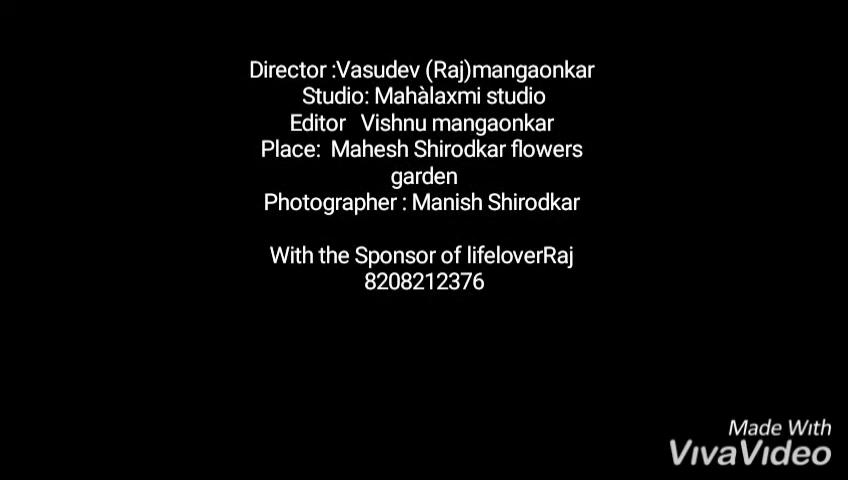 Director :Vasudev (Raj)mangaonkar
Studio: Mahàlaxmi studio
Editor   Vishnu mangaonkar
Place:  Mahesh Shirodkar flowers
garden
Photographer : Manish Shirodkar
With the Sponsor of lifeloverRaj
8208212376
Made With
VivaVideo